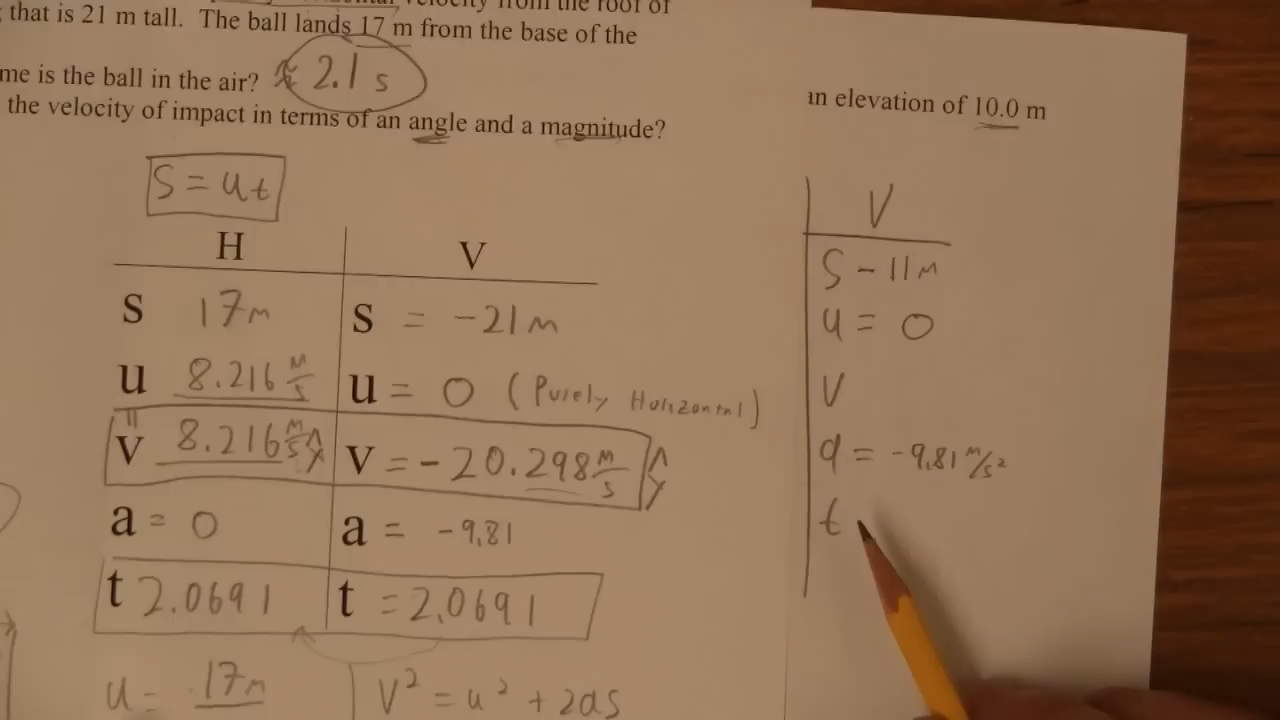 that is 21 m tall. The ball lands 17 m from the base of the
me is the ball in the air? ≈ 2.1 s
the velocity of impact in terms of an angle and a magnitude?
S = ut
H V
s 17m s = -21m
u 8.216 m/s u = 0 (Purely Horizontal)
v 8.216 m/s x̂ v = -20.298 m/s ŷ
a = 0 a = -9.81
t 2.0691 t = 2.0691
u = 17m V² = u² + 2as
an elevation of 10.0 m
V
S -11m
u = 0
V
a = -9.81 m/s²
t